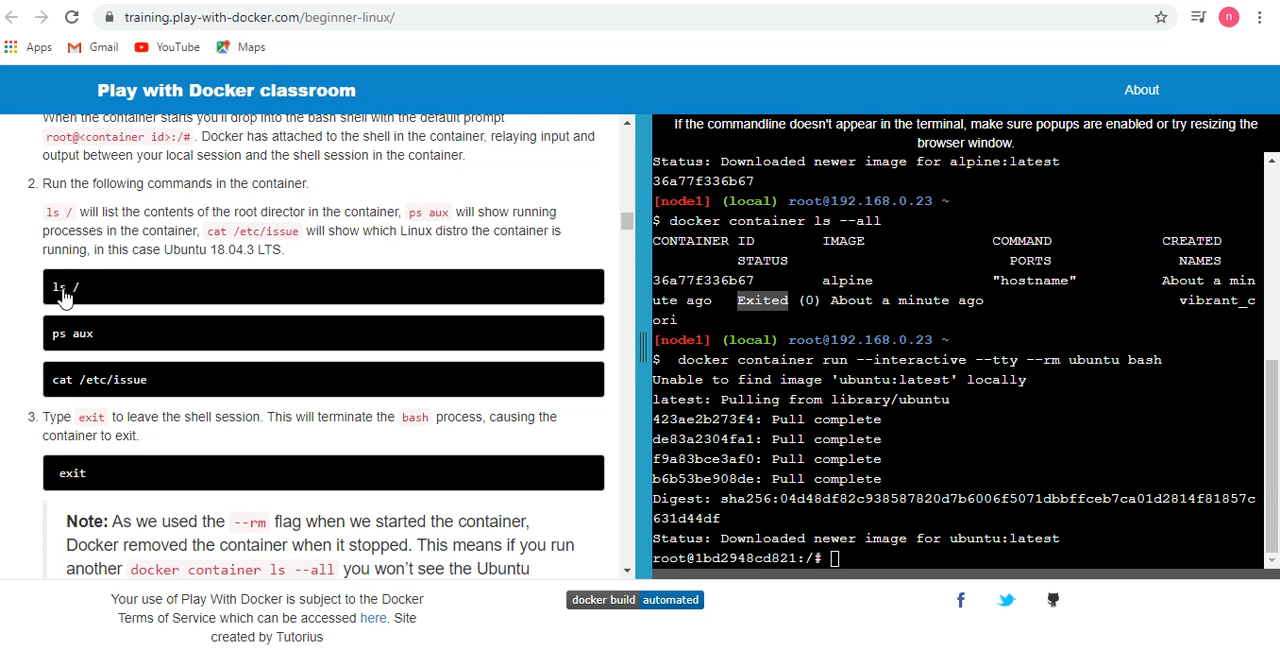 training.play-with-docker.com/beginner-linux/
n
Apps
Gmail
YouTube
Maps
Play with Docker classroom
About
When the container starts you'll drop into the bash shell with the default prompt
root@<container id>:/# . Docker has attached to the shell in the container, relaying input and
output between your local session and the shell session in the container.
2. Run the following commands in the container.
ls / will list the contents of the root director in the container, ps aux will show running
processes in the container, cat /etc/issue will show which Linux distro the container is
running, in this case Ubuntu 18.04.3 LTS.
ls /
ps aux
cat /etc/issue
3. Type exit to leave the shell session. This will terminate the bash process, causing the
container to exit.
exit
Note: As we used the --rm flag when we started the container,
Docker removed the container when it stopped. This means if you run
another docker container ls --all you won't see the Ubuntu
If the commandline doesn't appear in the terminal, make sure popups are enabled or try resizing the
browser window.
Status: Downloaded newer image for alpine:latest
36a77f336b67
[node1] (local) root@192.168.0.23 ~
$ docker container ls --all
CONTAINER ID IMAGE COMMAND CREATED
STATUS PORTS NAMES
36a77f336b67 alpine "hostname" About a min
ute ago Exited (0) About a minute ago vibrant_c
ori
[node1] (local) root@192.168.0.23 ~
$ docker container run --interactive --tty --rm ubuntu bash
Unable to find image 'ubuntu:latest' locally
latest: Pulling from library/ubuntu
423ae2b273f4: Pull complete
de83a2304fa1: Pull complete
f9a83bce3af0: Pull complete
b6b53be908de: Pull complete
Digest: sha256:04d48df82c938587820d7b6006f5071dbbffceb7ca01d2814f81857c
631d44df
Status: Downloaded newer image for ubuntu:latest
root@1bd2948cd821:/#
Your use of Play With Docker is subject to the Docker
Terms of Service which can be accessed here. Site
created by Tutorius
docker build automated